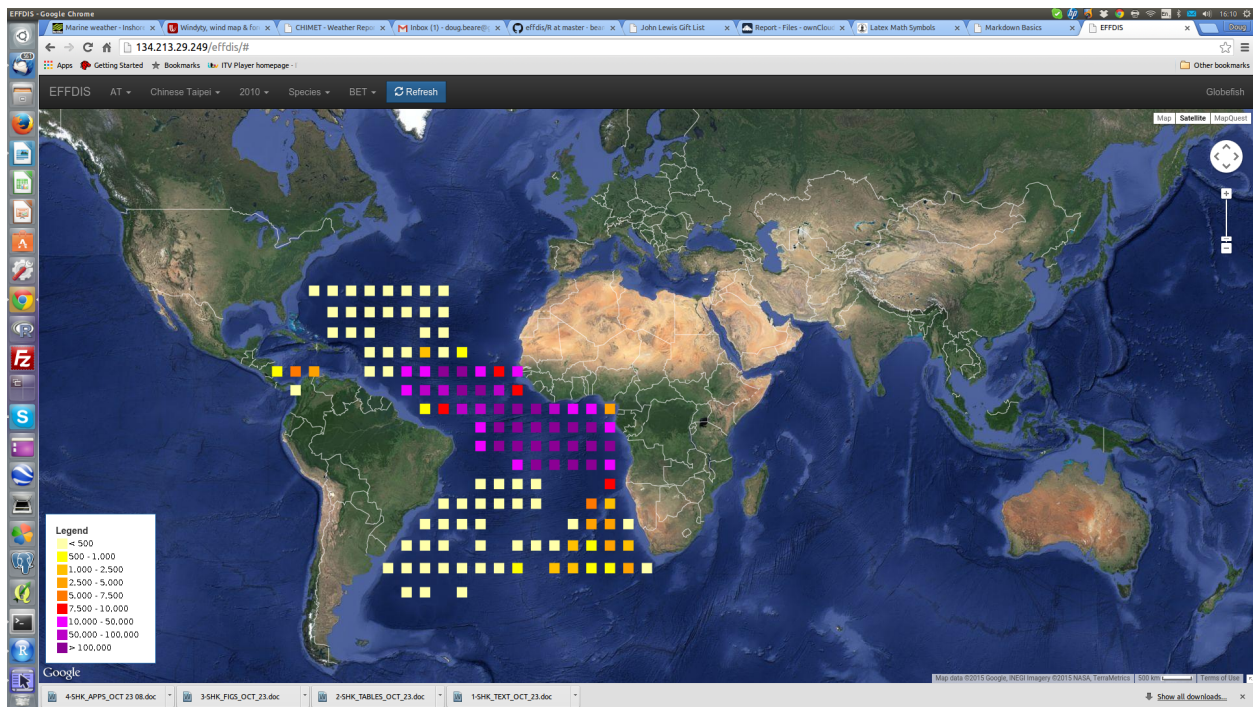 EFFDIS - Google Chrome
16:10
Marine weather - Inshore
Windyty, wind map & for
CHIMET - Weather Repor
Inbox (1) - doug.beare@g
effdis/R at master · bear
John Lewis Gift List
Report - Files - ownCloud
Latex Math Symbols
Markdown Basics
EFFDIS
Doug
134.213.29.249/effdis/#
Apps
Getting Started
Bookmarks
ITV Player homepage -
Other bookmarks
EFFDIS
AT
Chinese Taipei
2010
Species
BET
Refresh
Globefish
Map
Satellite
MapQuest
Legend
< 500
500 - 1,000
1,000 - 2,500
2,500 - 5,000
5,000 - 7,500
7,500 - 10,000
10,000 - 50,000
50,000 - 100,000
> 100,000
Google
Map data ©2015 Google, INEGI Imagery ©2015 NASA, TerraMetrics
500 km
Terms of Use
4-SHK_APPS_OCT 23 08.doc
3-SHK_FIGS_OCT_23.doc
2-SHK_TABLES_OCT_23.doc
1-SHK_TEXT_OCT_23.doc
Show all downloads...